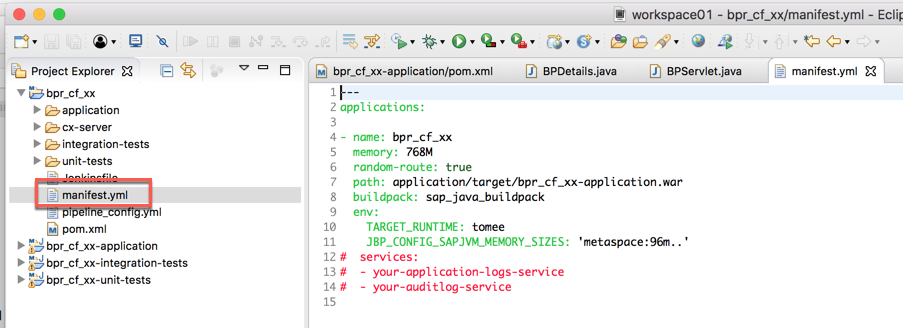 workspace01 - bpr_cf_xx/manifest.yml - Eclip
Project Explorer
bpr_cf_xx
application
cx-server
integration-tests
unit-tests
Jenkinsfile
manifest.yml
pipeline_config.yml
pom.xml
bpr_cf_xx-application
bpr_cf_xx-integration-tests
bpr_cf_xx-unit-tests
bpr_cf_xx-application/pom.xml
BPDetails.java
BPServlet.java
manifest.yml
1 ---
2 applications:
3
4 - name: bpr_cf_xx
5 memory: 768M
6 random-route: true
7 path: application/target/bpr_cf_xx-application.war
8 buildpack: sap_java_buildpack
9 env:
10 TARGET_RUNTIME: tomee
11 JBP_CONFIG_SAPJVM_MEMORY_SIZES: 'metaspace:96m..'
12 # services:
13 # - your-application-logs-service
14 # - your-auditlog-service
15